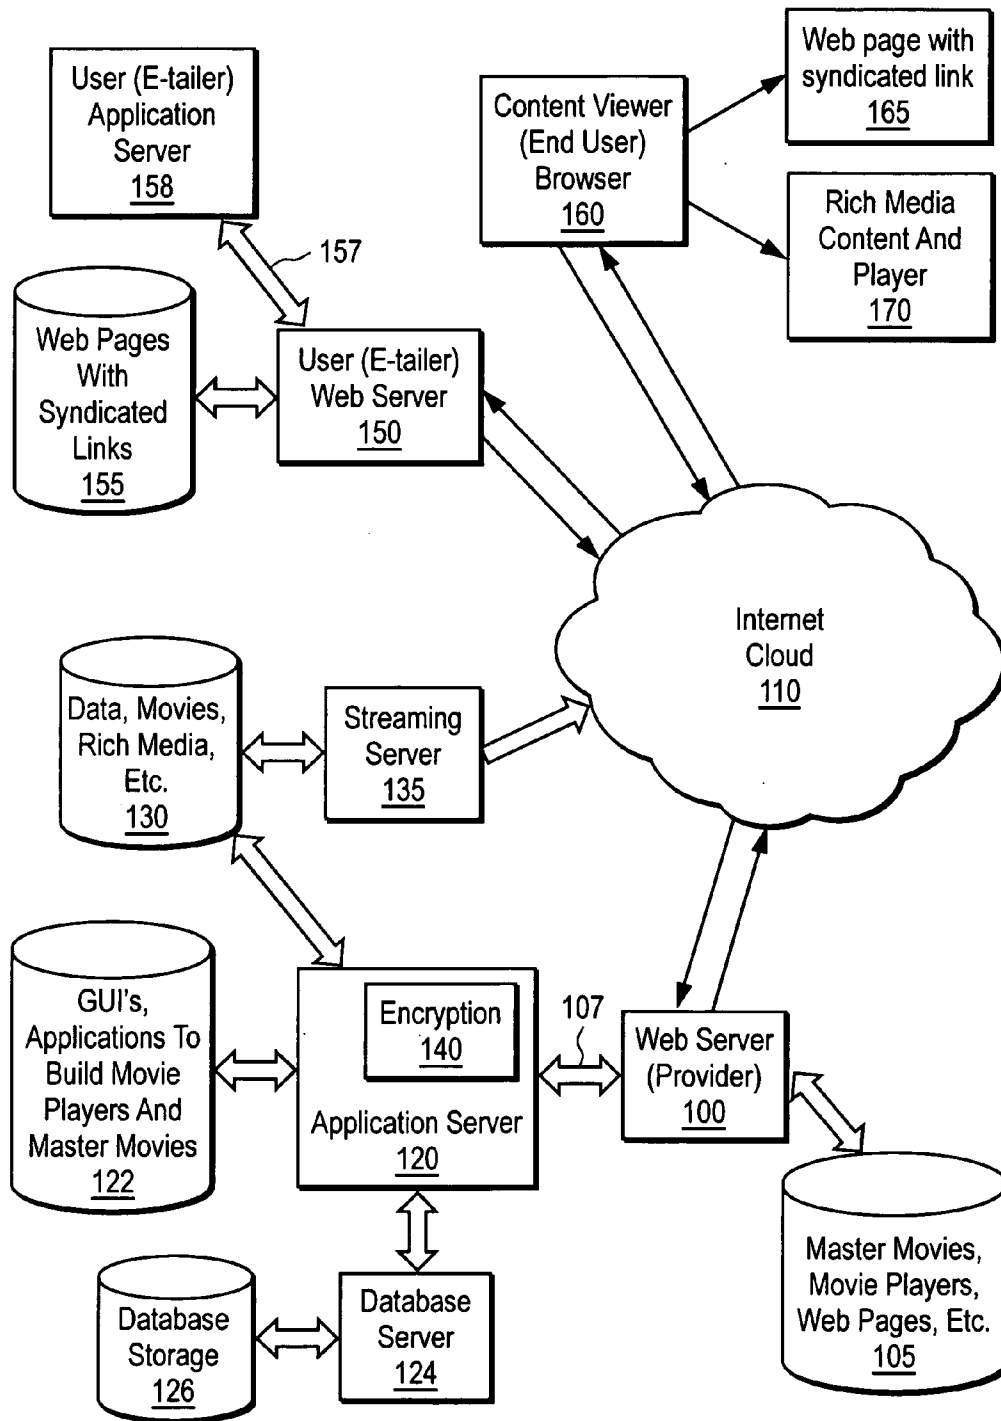 User (E-tailer)
Application
Server
158
Content Viewer
(End User)
Browser
160
Web page with
syndicated link
165
Rich Media
Content And
Player
170
157
Web Pages
With
Syndicated
Links
155
User (E-tailer)
Web Server
150
Internet
Cloud
110
Data, Movies,
Rich Media,
Etc.
130
Streaming
Server
135
GUI's,
Applications To
Build Movie
Players And
Master Movies
122
Encryption
140
Application Server
120
107
Web Server
(Provider)
100
Database
Storage
126
Database
Server
124
Master Movies,
Movie Players,
Web Pages, Etc.
105